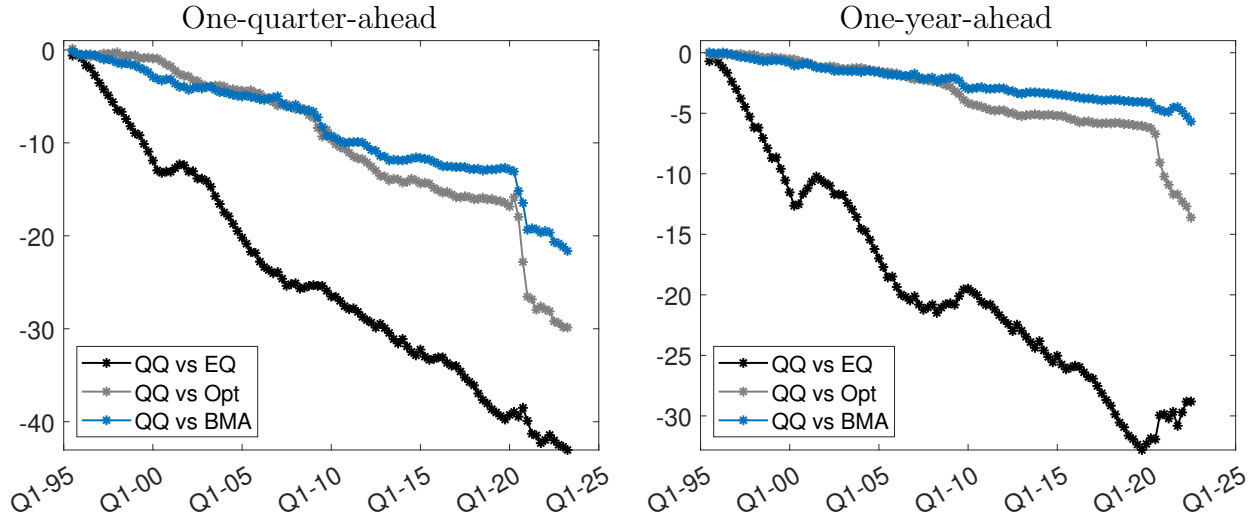 One-quarter-ahead
0
-10
-20
-30
-40
QQ vs EQ
QQ vs Opt
QQ vs BMA
Q1-95
Q1-00
Q1-05
Q1-10
Q1-15
Q1-20
Q1-25
One-year-ahead
0
-5
-10
-15
-20
-25
-30
QQ vs EQ
QQ vs Opt
QQ vs BMA
Q1-95
Q1-00
Q1-05
Q1-10
Q1-15
Q1-20
Q1-25